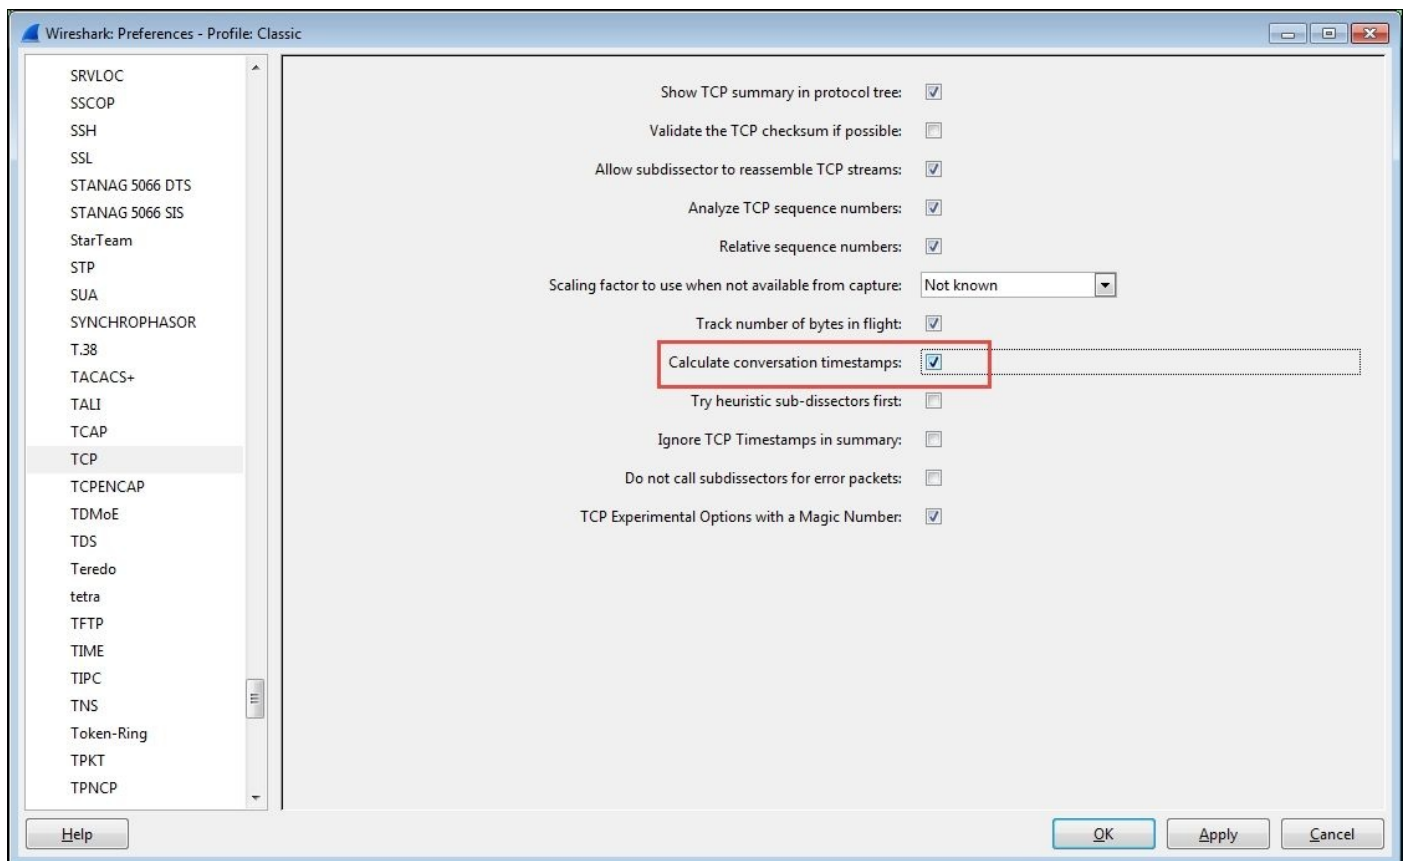 Wireshark: Preferences - Profile: Classic
SRVLOC
SSCOP
SSH
SSL
STANAG 5066 DTS
STANAG 5066 SIS
StarTeam
STP
SUA
SYNCHROPHASOR
T.38
TACACS+
TALI
TCAP
TCP
TCPENCAP
TDMoE
TDS
Teredo
tetra
TFTP
TIME
TIPC
TNS
Token-Ring
TPKT
TPNCP
Show TCP summary in protocol tree:
Validate the TCP checksum if possible:
Allow subdissector to reassemble TCP streams:
Analyze TCP sequence numbers:
Relative sequence numbers:
Scaling factor to use when not available from capture: Not known
Track number of bytes in flight:
Calculate conversation timestamps:
Try heuristic sub-dissectors first:
Ignore TCP Timestamps in summary:
Do not call subdissectors for error packets:
TCP Experimental Options with a Magic Number:
Help OK Apply Cancel